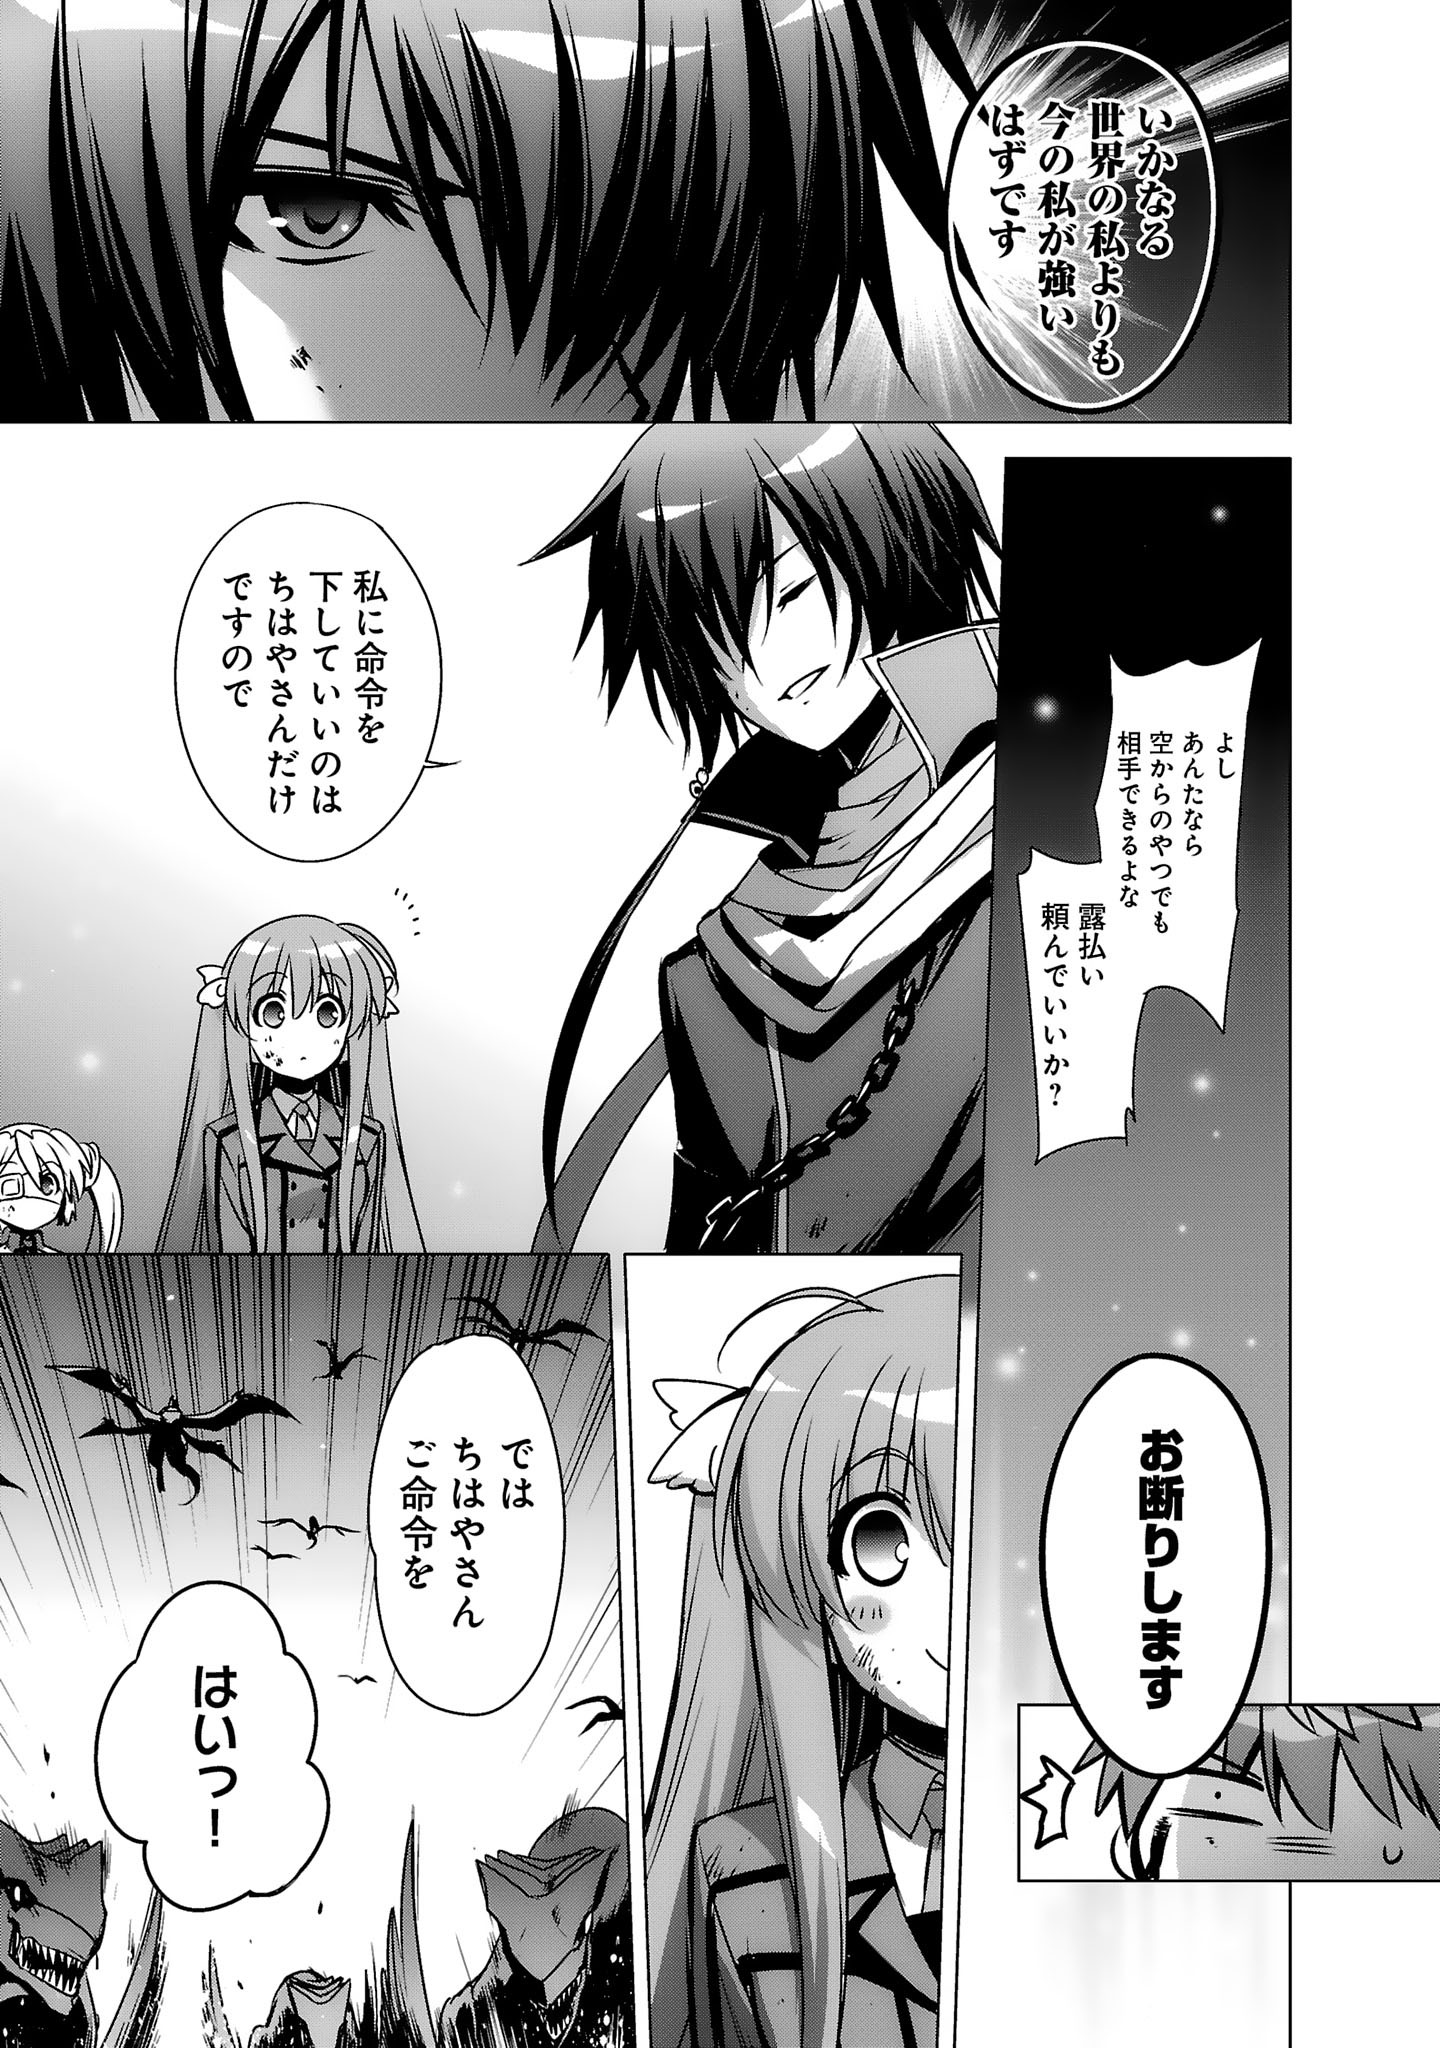 いかなる
世界の私よりも
今の私が強い
はずです
よし
あんたなら
空からのやつでも
相手できるよな
露払い
頼んでいいか?
お断りします
私に命令を
下していいのは
ちはやさんだけ
ですので
では
ちはやさん
ご命令を
はいっ!